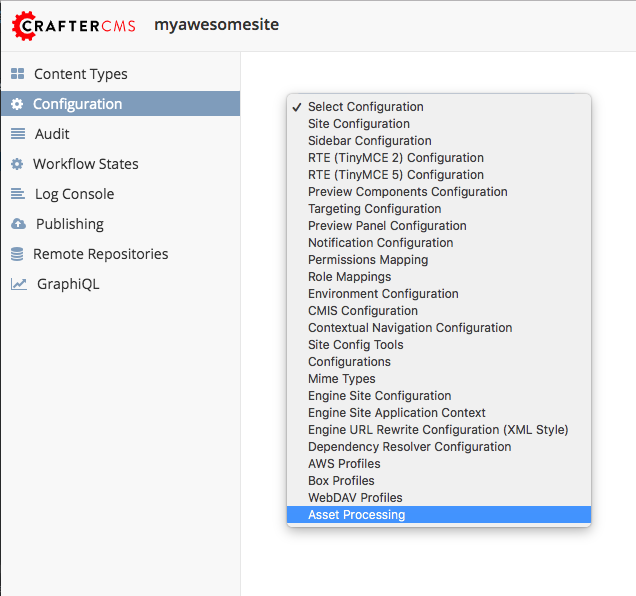 CRAFTERCMS myawesomesite
Content Types
Configuration
Audit
Workflow States
Log Console
Publishing
Remote Repositories
GraphiQL
Select Configuration
Site Configuration
Sidebar Configuration
RTE (TinyMCE 2) Configuration
RTE (TinyMCE 5) Configuration
Preview Components Configuration
Targeting Configuration
Preview Panel Configuration
Notification Configuration
Permissions Mapping
Role Mappings
Environment Configuration
CMIS Configuration
Contextual Navigation Configuration
Site Config Tools
Configurations
Mime Types
Engine Site Configuration
Engine Site Application Context
Engine URL Rewrite Configuration (XML Style)
Dependency Resolver Configuration
AWS Profiles
Box Profiles
WebDAV Profiles
Asset Processing